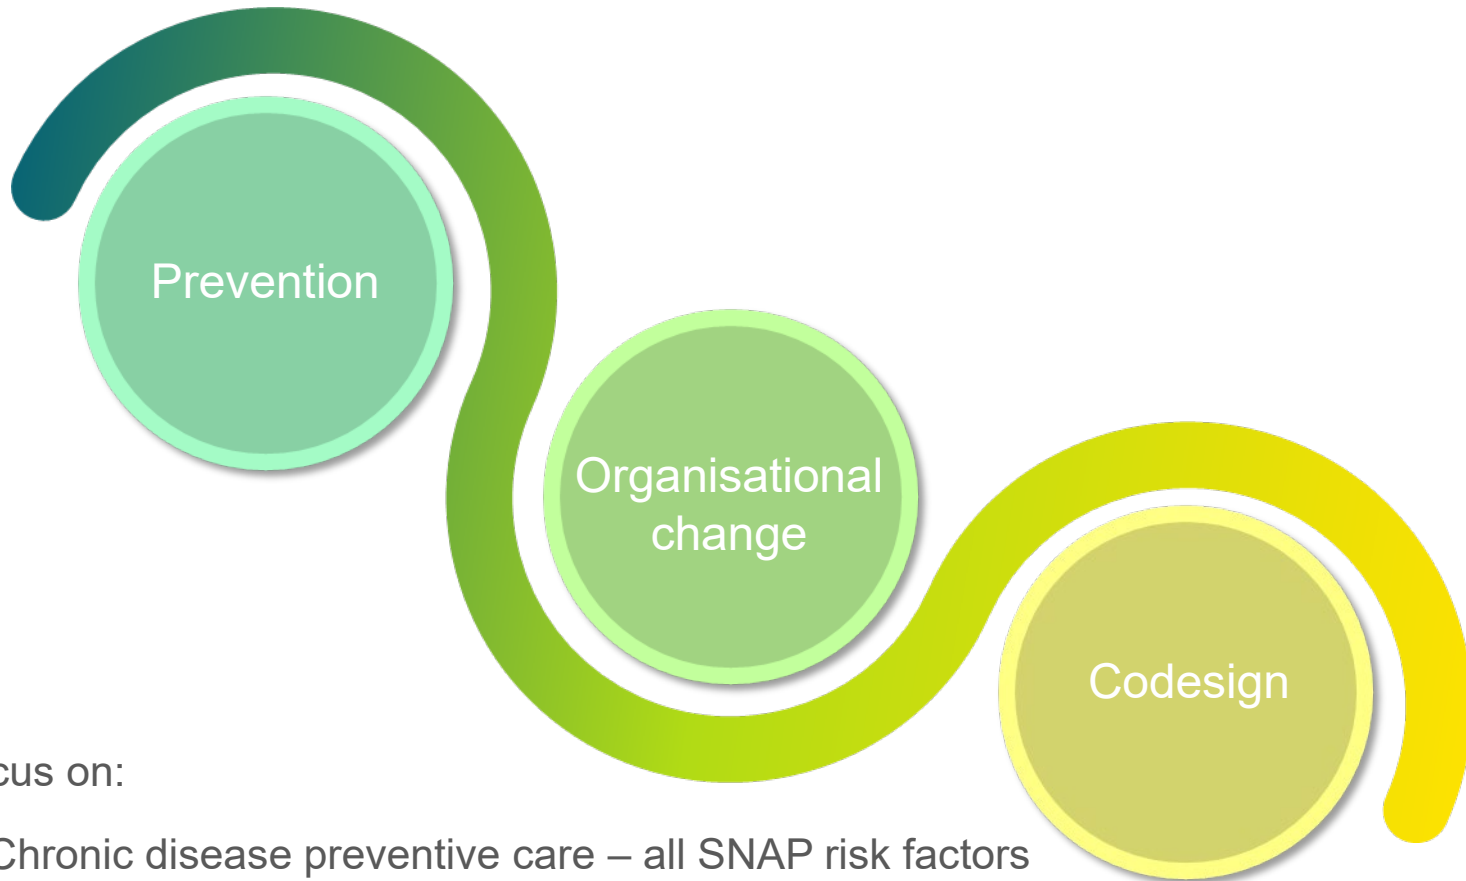 Prevention
Organisational
change
Codesign
cus on:
Chronic disease preventive care – all SNAP risk factors